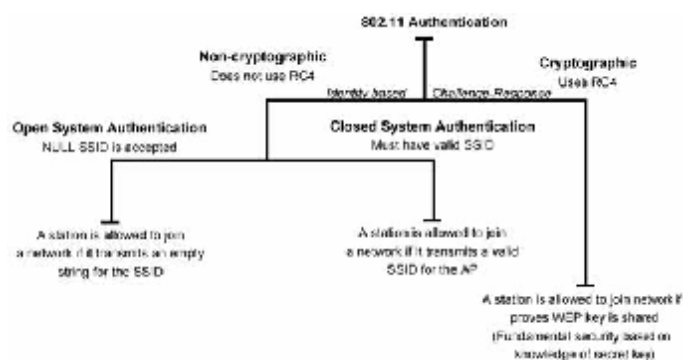 802.11 Authentication
Non-cryptographic
Does not use RC4
Cryptographic
Uses RC4
Identity based
Challenge-Response
Open System Authentication
NULL SSID is accepted
Closed System Authentication
Must have valid SSID
A station is allowed to join
a network if it transmits an empty
string for the SSID
A station is allowed to join
a network if it transmits a valid
SSID for the AP
A station is allowed to join network if
proves WEP key is shared
(Fundamental security based on
knowledge of secret key)